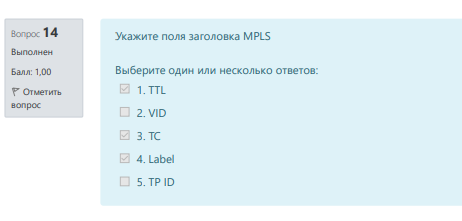 Вопрос 14
Выполнен
Балл: 1,00
Отметить
вопрос
Укажите поля заголовка MPLS
Выберите один или несколько ответов:
1. TTL
2. VID
3. TC
4. Label
5. TP ID